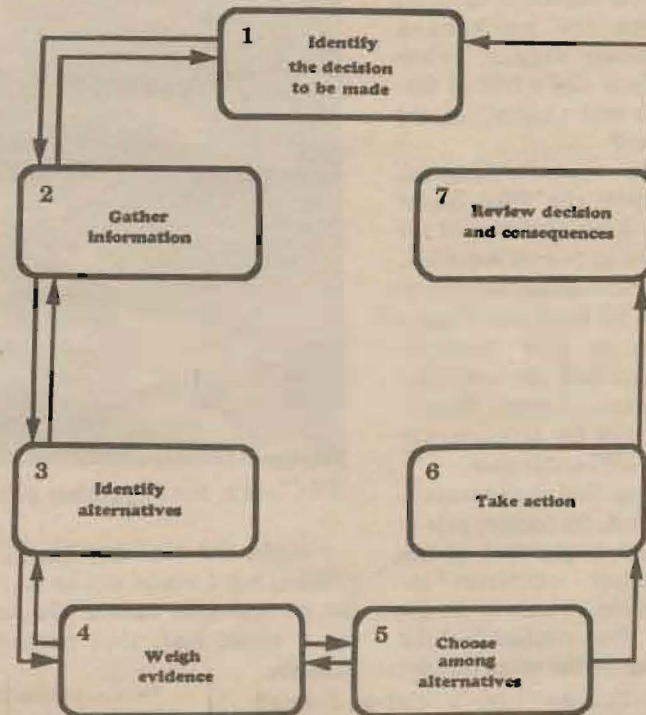 1
Identify
the decision
to be made
2
Gather
information
3
Identify
alternatives
4
Weigh
evidence
5
Choose
among
alternatives
6
Take action
7
Review decision
and consequences